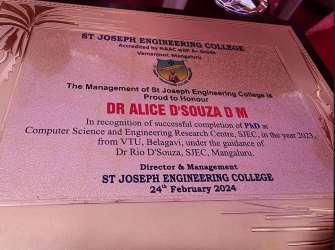 ST JOSEPH ENGINEERING COLLEGE
Accredited by NAAC with A+ Grade
Vamanjoor, Mangaluru
The Management of St Joseph Engineering College is
Proud to Honour
DR ALICE D'SOUZA D M
In recognition of successful completion of PhD at
Computer Science and Engineering Research Centre, SJEC, in the year 2023,
from VTU, Belagavi, under the guidance of
Dr Rio D'Souza, SJEC, Mangaluru.
Director & Management
ST JOSEPH ENGINEERING COLLEGE
24th February 2024